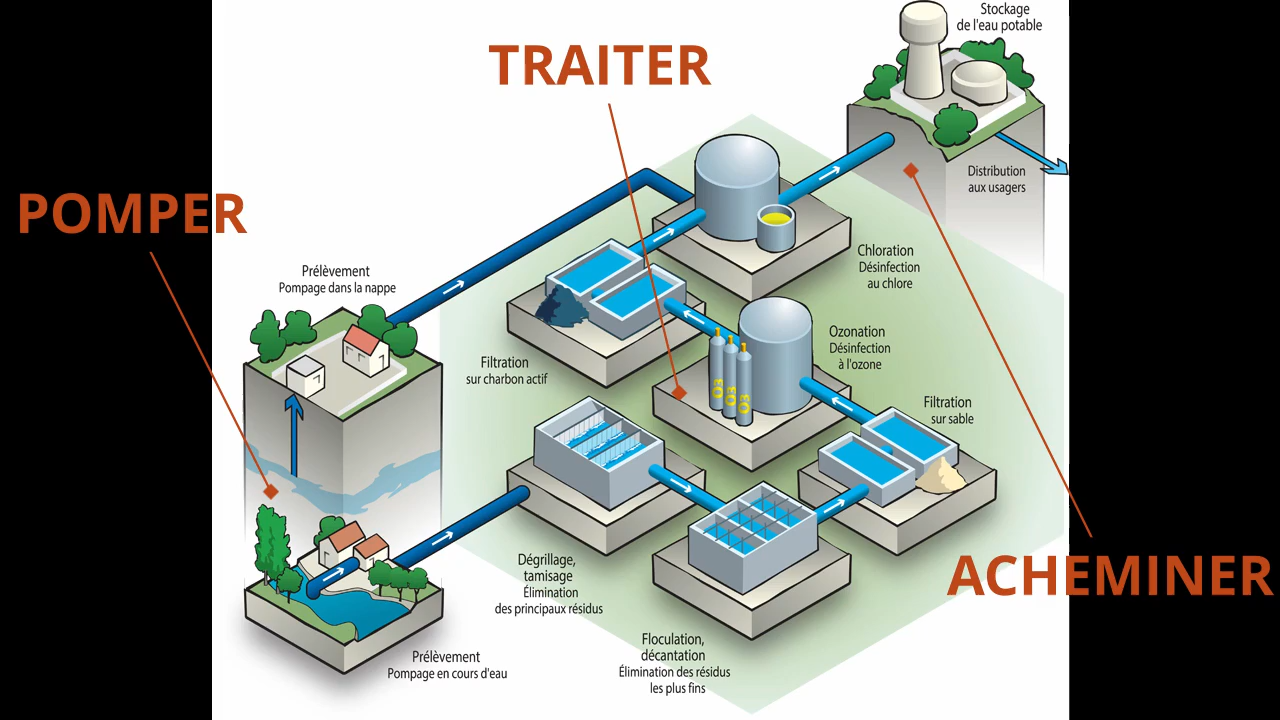 Stockage
de l'eau potable
TRAITER
Distribution
aux usagers
POMPER
Prélèvement
Pompage dans la nappe
Chloration
Désinfection
au chlore
Ozonation
Désinfection
à l'ozone
Filtration
sur charbon actif
O3
O3
O3
Filtration
sur sable
ACHEMINER
Dégrillage,
tamisage
Élimination
des principaux résidus
Floculation,
décantation
Élimination des résidus
les plus fins
Prélèvement
Pompage en cours d'eau